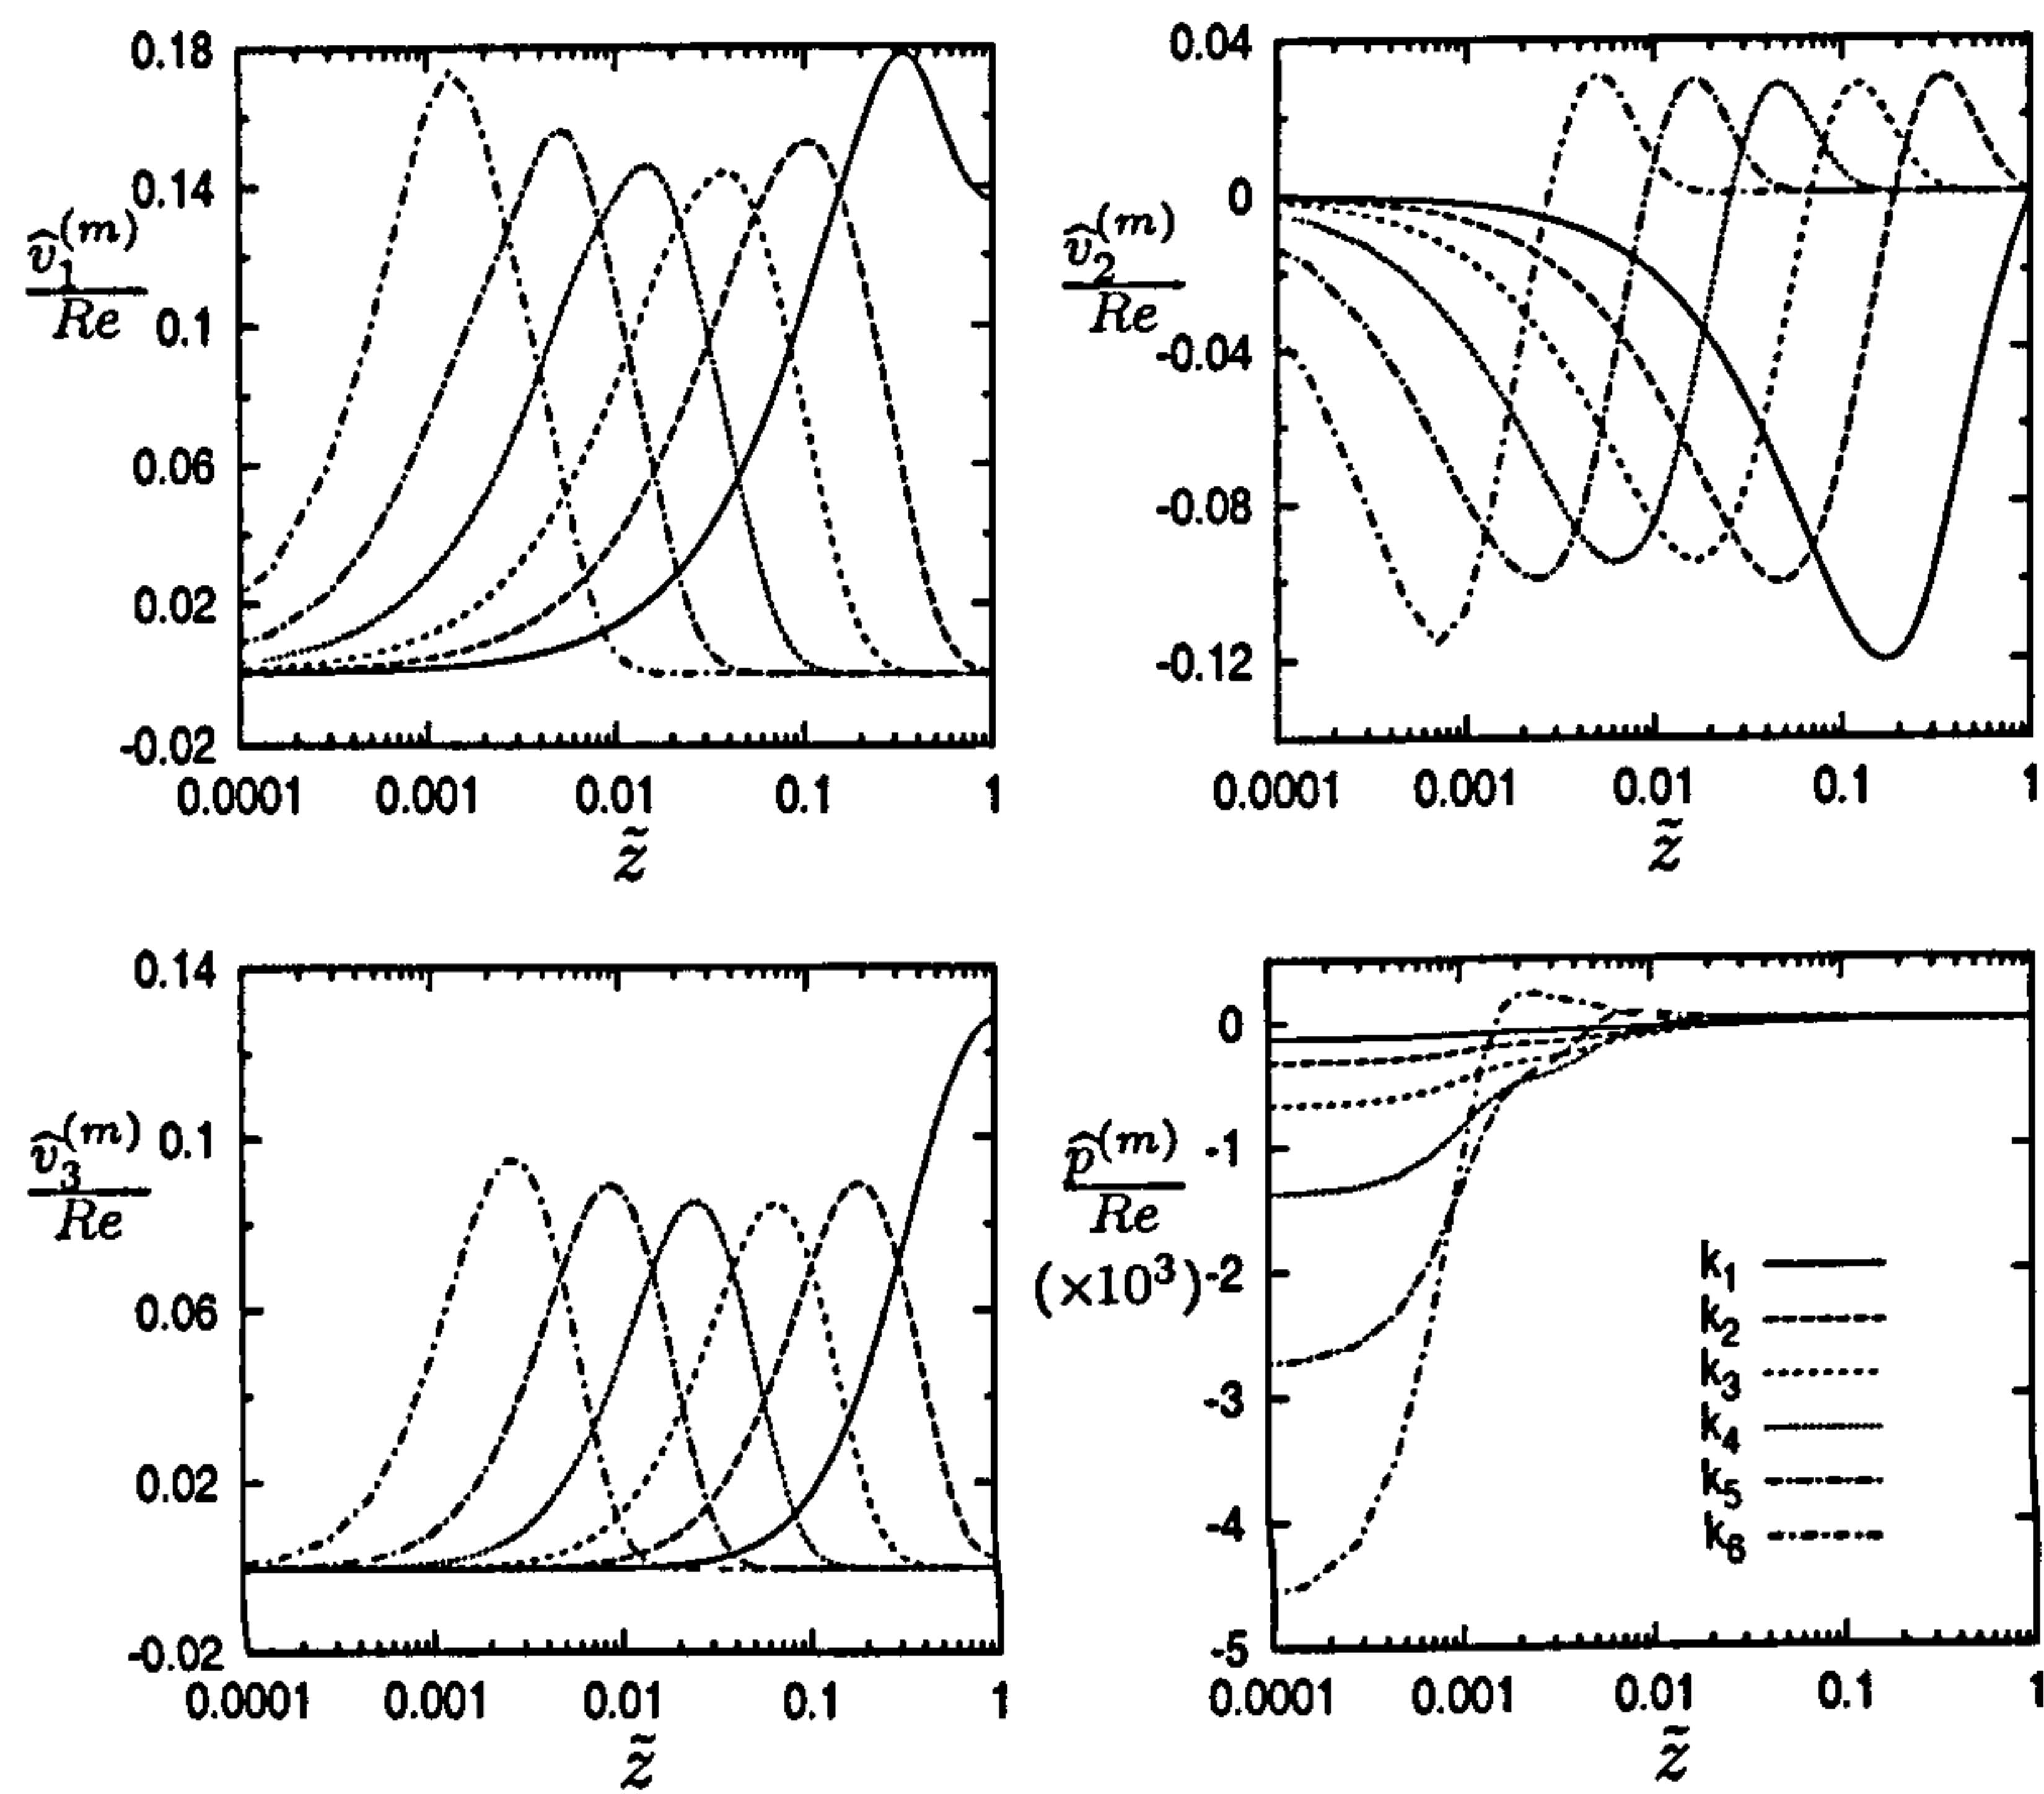 0.18
0.14
0.1
0.06
0.02
-0.02
v̂₁^(m)
Re
0.0001 0.001 0.01 0.1 1
z̃
0.04
0
-0.04
-0.08
-0.12
v̂₂^(m)
Re
0.0001 0.001 0.01 0.1 1
z̃
0.14
0.1
0.06
0.02
-0.02
v̂₃^(m)
Re
0.0001 0.001 0.01 0.1 1
z̃
0
-1
-2
-3
-4
-5
p̂^(m)
Re
(×10³)
k₁
k₂
k₃
k₄
k₅
k₆
0.0001 0.001 0.01 0.1 1
z̃